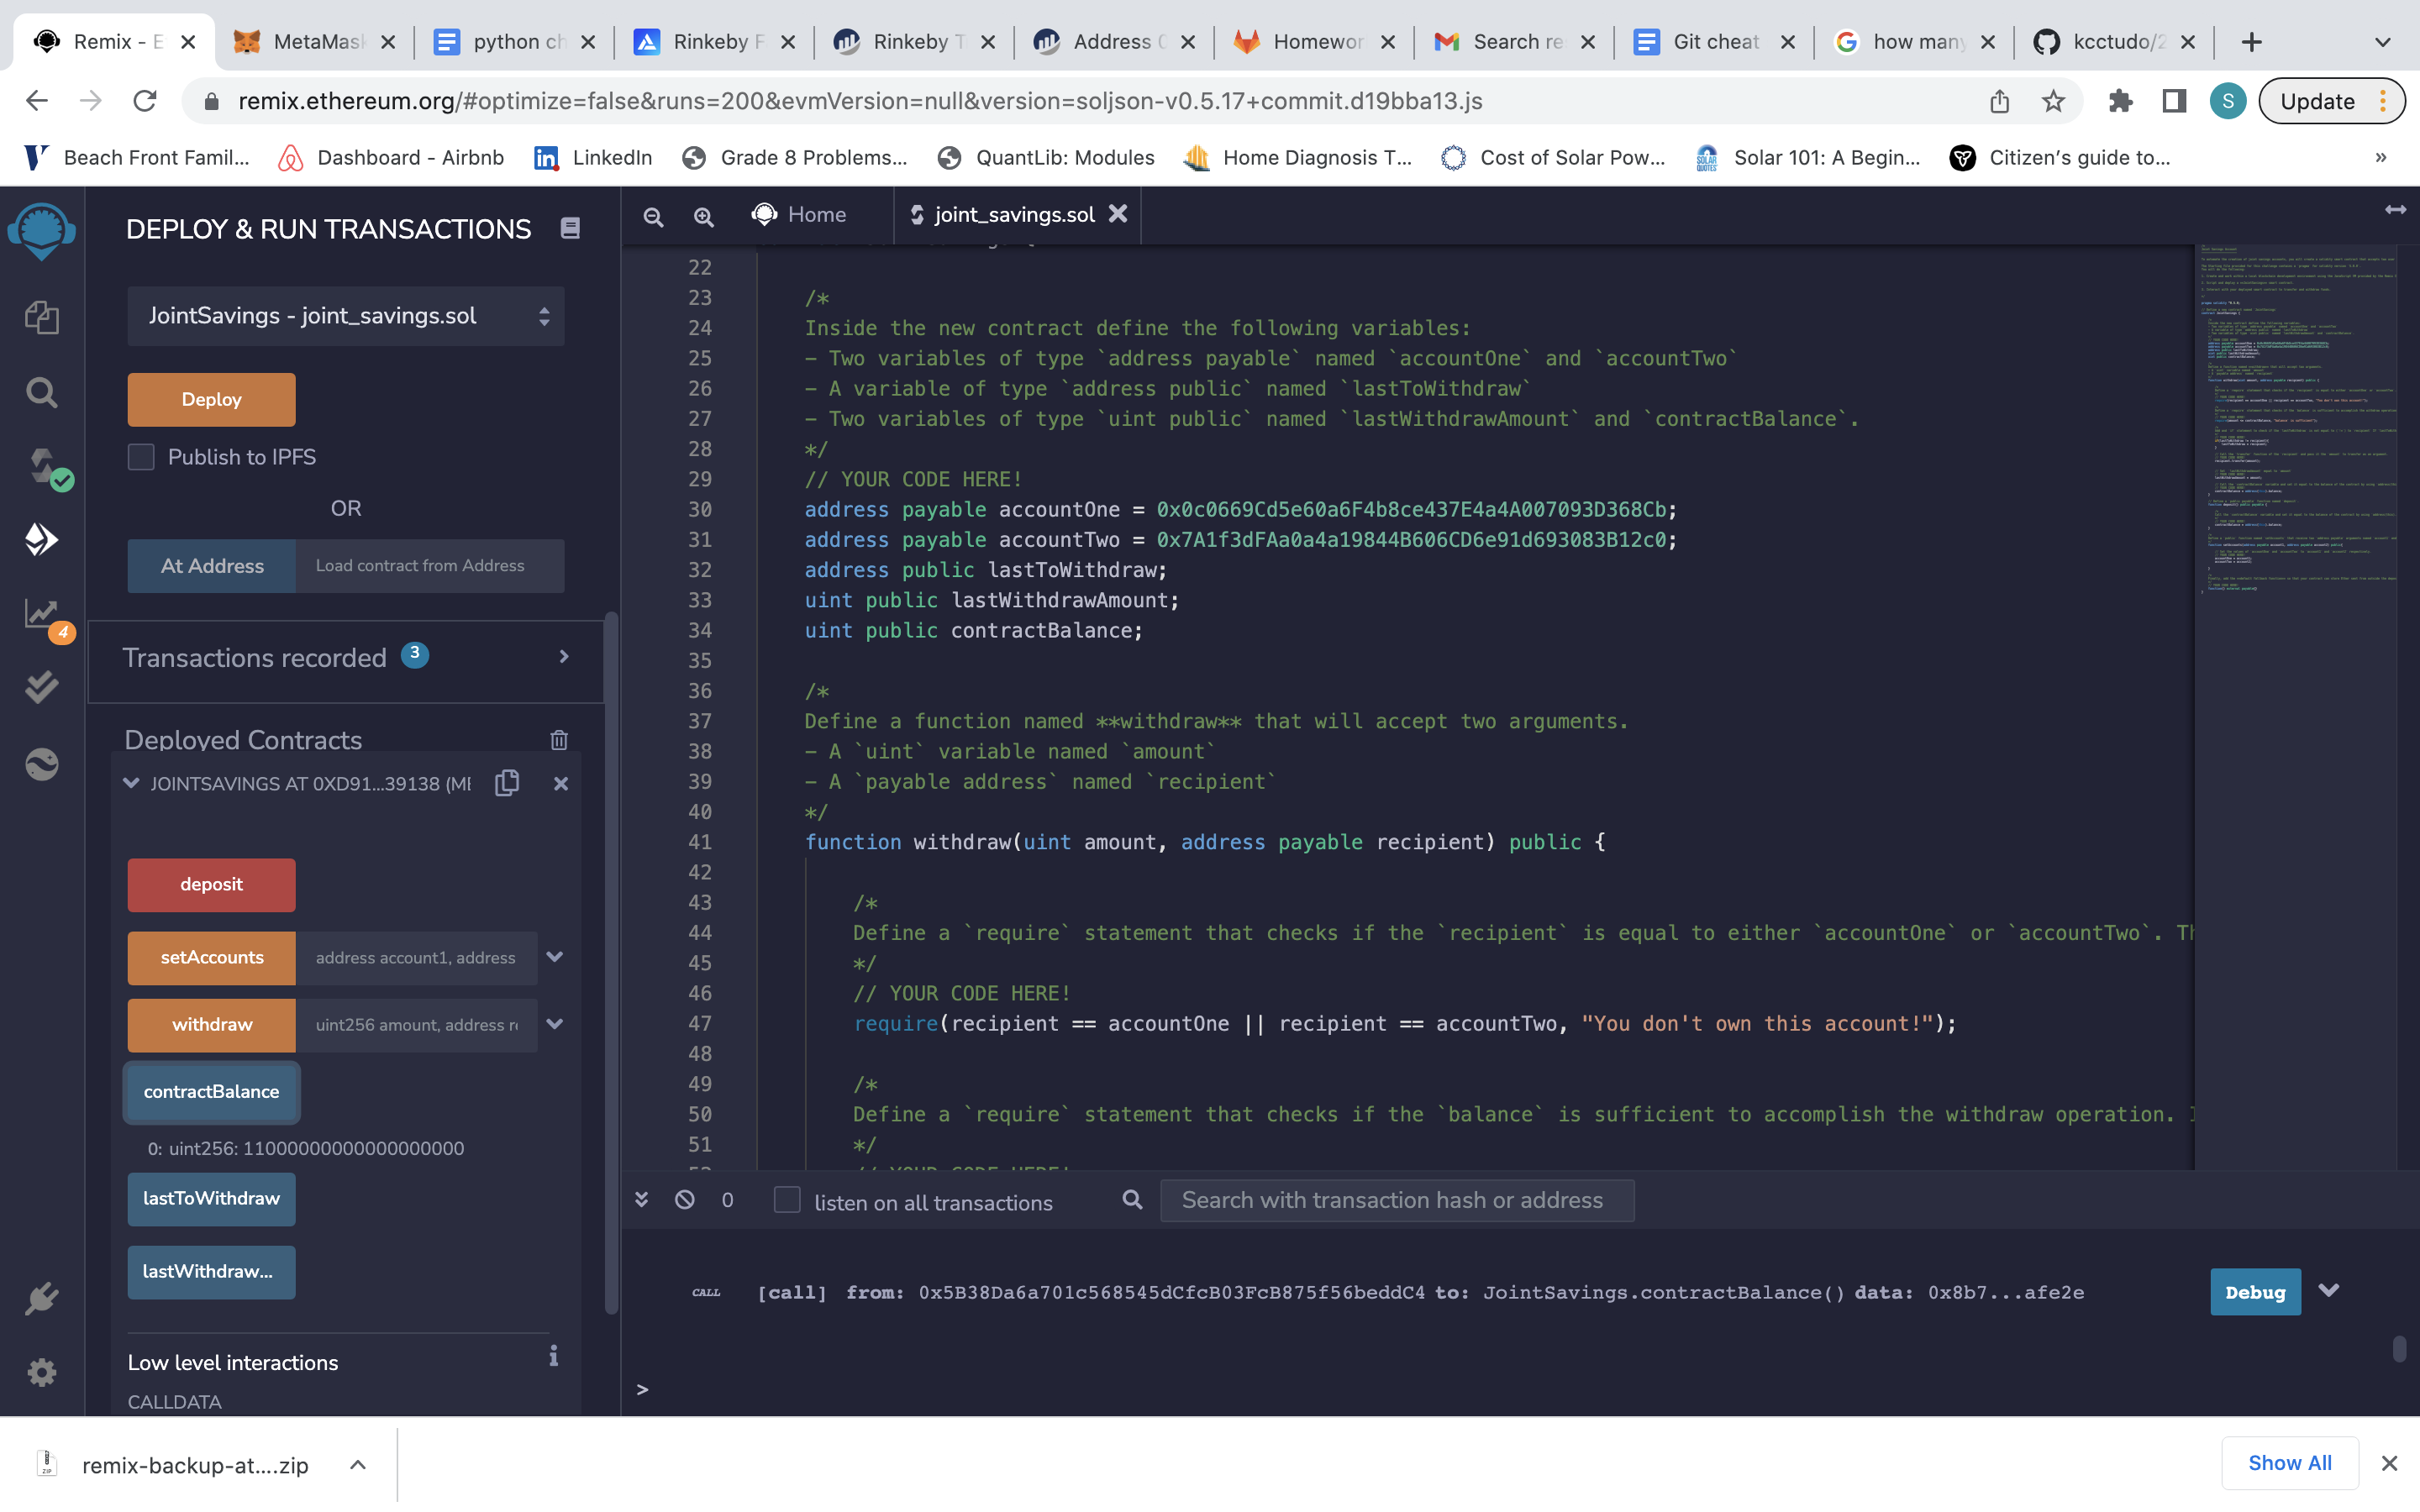 Remix - E
MetaMask
python ch
Rinkeby F
Rinkeby T
Address
Homewor
Search re
Git cheat
how many
kcctudo/2
remix.ethereum.org/#optimize=false&runs=200&evmVersion=null&version=soljson-v0.5.17+commit.d19bba13.js
S
Update
Beach Front Famil...
Dashboard - Airbnb
LinkedIn
Grade 8 Problems...
QuantLib: Modules
Home Diagnosis T...
Cost of Solar Pow...
Solar 101: A Begin...
Citizen's guide to...
»
DEPLOY & RUN TRANSACTIONS
JointSavings - joint_savings.sol
Deploy
Publish to IPFS
OR
At Address
Load contract from Address
4
Transactions recorded 3
Deployed Contracts
JOINTSAVINGS AT 0XD91...39138 (ME
deposit
setAccounts
address account1, address
withdraw
uint256 amount, address re
contractBalance
0: uint256: 11000000000000000000
lastToWithdraw
lastWithdraw...
Low level interactions
i
CALLDATA
Home
joint_savings.sol
22
23 /*
24 Inside the new contract define the following variables:
25 - Two variables of type `address payable` named `accountOne` and `accountTwo`
26 - A variable of type `address public` named `lastToWithdraw`
27 - Two variables of type `uint public` named `lastWithdrawAmount` and `contractBalance`.
28 */
29 // YOUR CODE HERE!
30 address payable accountOne = 0x0c0669Cd5e60a6F4b8ce437E4a4A007093D368Cb;
31 address payable accountTwo = 0x7A1f3dFAa0a4a19844B606CD6e91d693083B12c0;
32 address public lastToWithdraw;
33 uint public lastWithdrawAmount;
34 uint public contractBalance;
35
36 /*
37 Define a function named **withdraw** that will accept two arguments.
38 - A `uint` variable named `amount`
39 - A `payable address` named `recipient`
40 */
41 function withdraw(uint amount, address payable recipient) public {
42
43 /*
44 Define a `require` statement that checks if the `recipient` is equal to either `accountOne` or `accountTwo`. Th
45 */
46 // YOUR CODE HERE!
47 require(recipient == accountOne || recipient == accountTwo, "You don't own this account!");
48
49 /*
50 Define a `require` statement that checks if the `balance` is sufficient to accomplish the withdraw operation. I
51 */
52 // YOUR CODE HERE!
0
listen on all transactions
Search with transaction hash or address
CALL [call] from: 0x5B38Da6a701c568545dCfcB03FcB875f56beddC4 to: JointSavings.contractBalance() data: 0x8b7...afe2e
Debug
>
remix-backup-at....zip
Show All